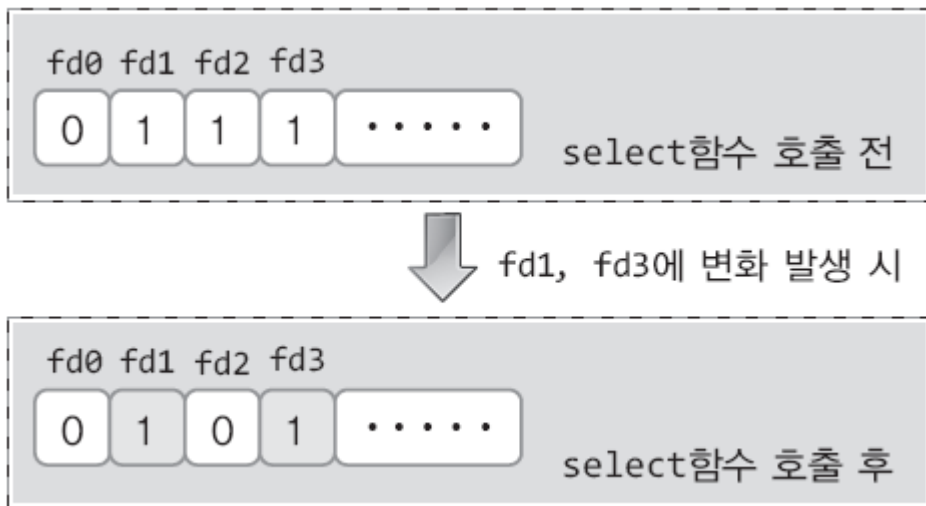 fd0 fd1 fd2 fd3
0 1 1 1 ·····
select함수 호출 전
fd1, fd3에 변화 발생 시
fd0 fd1 fd2 fd3
0 1 0 1 ·····
select함수 호출 후